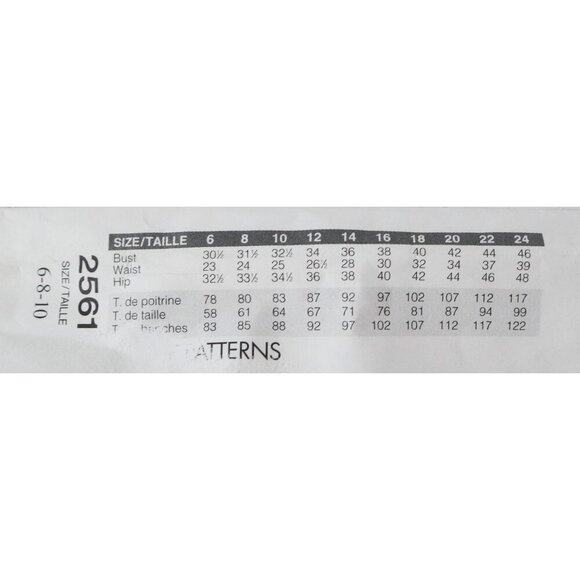 2561
SIZE/TAILLE
6-8-10
SIZE/TAILLE 6 8 10 12 14 16 18 20 22 24
Bust 30½ 31½ 32½ 34 36 38 40 42 44 46
Waist 23 24 25 26½ 28 30 32 34 37 39
Hip 32½ 33½ 34½ 36 38 40 42 44 46 48
T. de poitrine 78 80 83 87 92 97 102 107 112 117
T. de taille 58 61 64 67 71 76 81 87 94 99
T. 83 85 88 92 97 102 107 112 117 122
PATTERNS